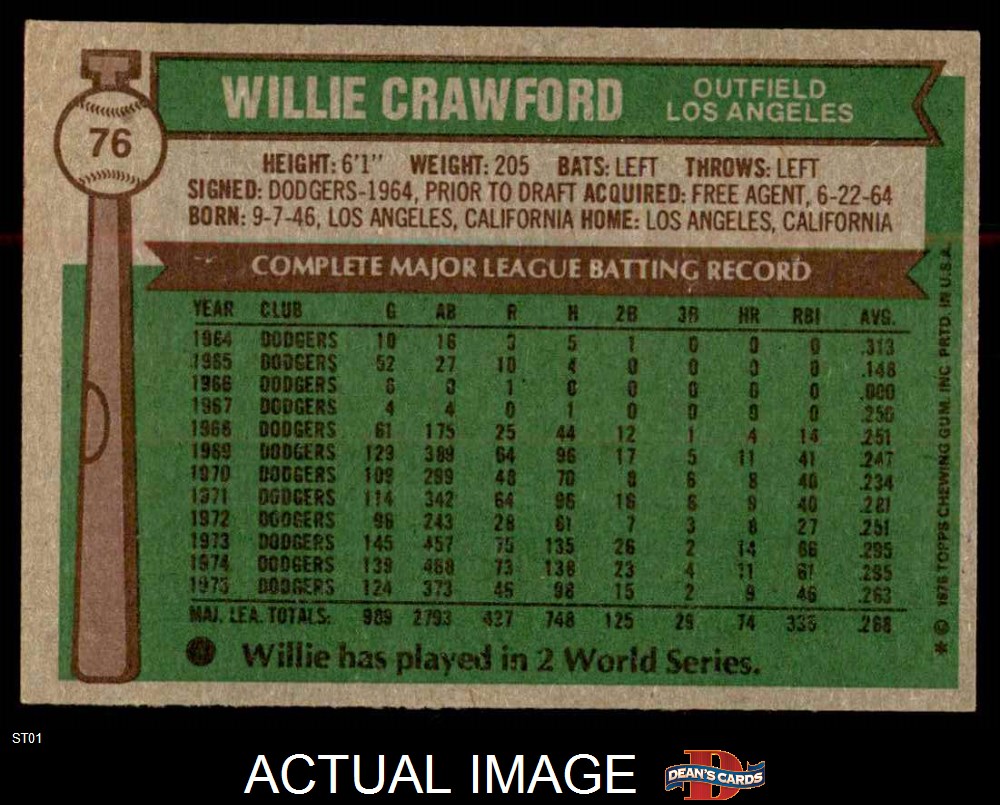 76
WILLIE CRAWFORD
OUTFIELD
LOS ANGELES
HEIGHT: 6'1" WEIGHT: 205 BATS: LEFT THROWS: LEFT
SIGNED: DODGERS-1964, PRIOR TO DRAFT ACQUIRED: FREE AGENT, 6-22-64
BORN: 9-7-46, LOS ANGELES, CALIFORNIA HOME: LOS ANGELES, CALIFORNIA
COMPLETE MAJOR LEAGUE BATTING RECORD
YEAR CLUB G AB R H 2B 3B HR RBI AVG.
1964 DODGERS 10 16 3 5 1 0 0 0 .313
1965 DODGERS 52 27 10 4 0 0 0 0 .148
1966 DODGERS 6 0 1 0 0 0 0 0 .000
1967 DODGERS 4 4 0 1 0 0 0 0 .250
1968 DODGERS 61 175 25 44 12 1 4 14 .251
1969 DODGERS 129 389 64 96 17 5 11 41 .247
1970 DODGERS 109 299 48 70 8 6 8 40 .234
1971 DODGERS 114 342 64 96 16 6 9 40 .281
1972 DODGERS 96 243 28 61 7 3 8 27 .251
1973 DODGERS 145 457 75 135 26 2 14 66 .295
1974 DODGERS 139 468 73 138 23 4 11 61 .295
1975 DODGERS 124 373 46 98 15 2 9 46 .263
MAJ. LEA. TOTALS: 989 2793 437 748 125 29 74 335 .268
Willie has played in 2 World Series.
* © 1976 TOPPS CHEWING GUM, INC. PRTD. IN U.S.A.
ST01
ACTUAL IMAGE
DEAN'S CARDS